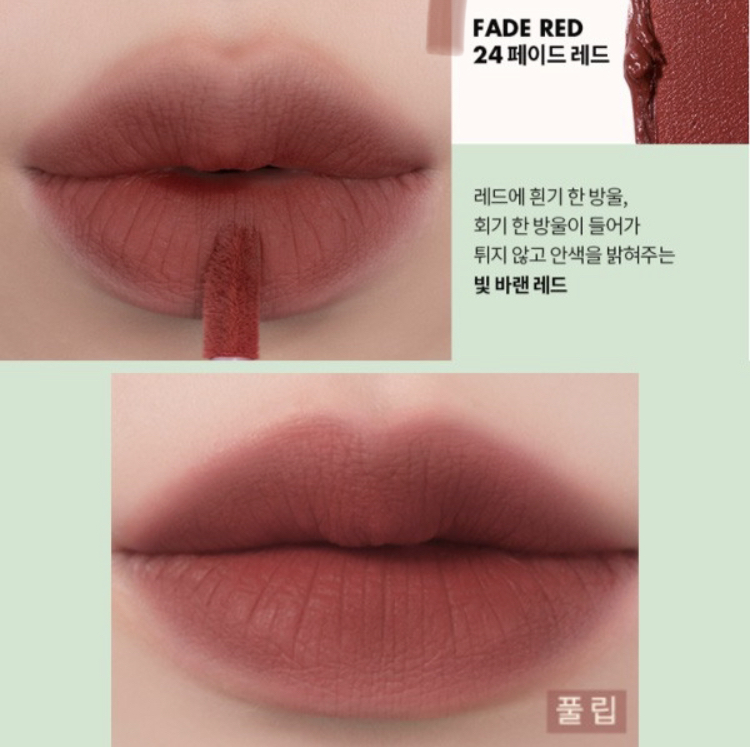 FADE RED
24 페이드 레드
레드에 흰기 한 방울,
회기 한 방울이 들어가
튀지 않고 안색을 밝혀주는
빛 바랜 레드
풀 립